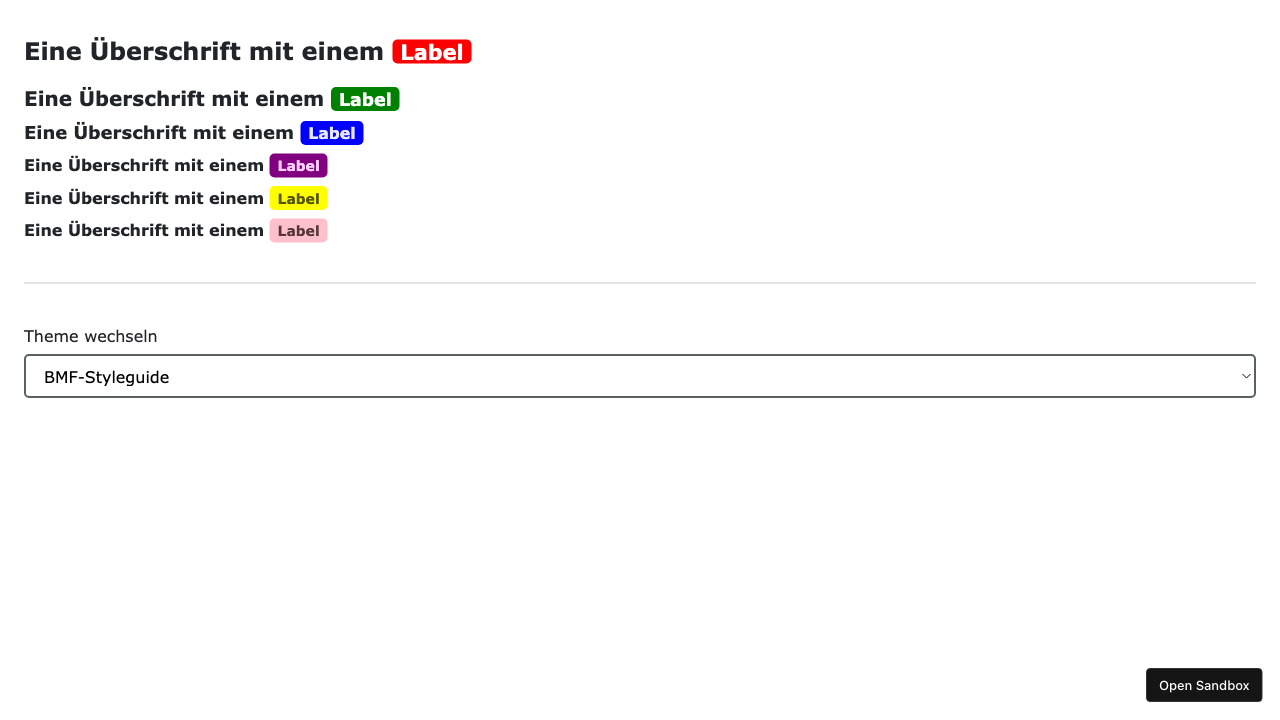 Eine Überschrift mit einem Label
Eine Überschrift mit einem Label
Eine Überschrift mit einem Label
Eine Überschrift mit einem Label
Eine Überschrift mit einem Label
Eine Überschrift mit einem Label
Theme wechseln
BMF-Styleguide
Open Sandbox